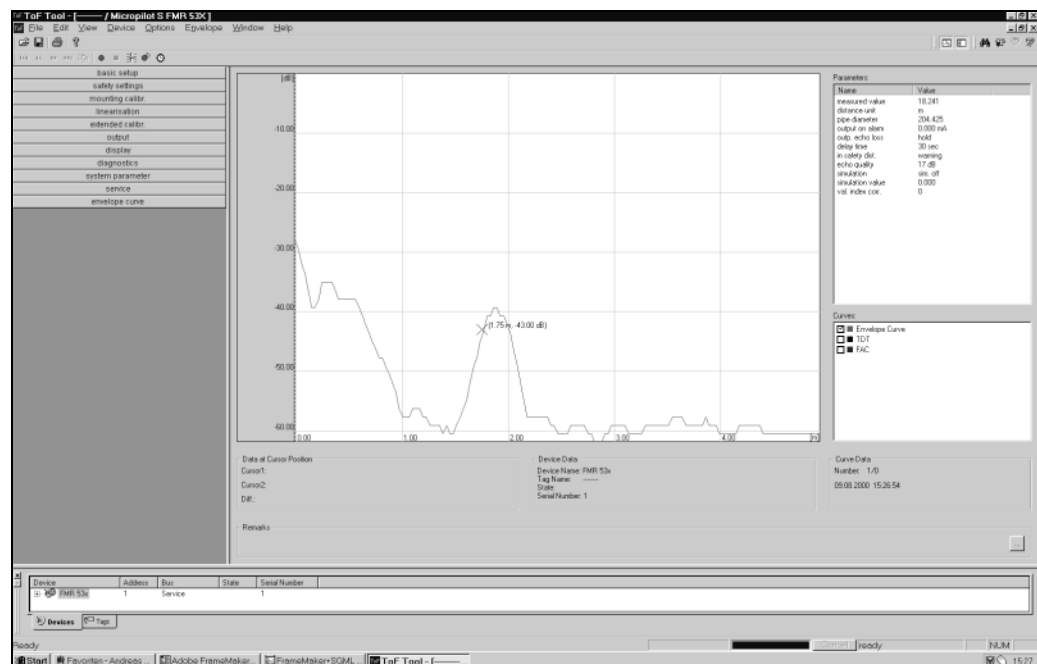 ToF Tool - [——— / Micropilot S FMR 53X ]
File Edit View Device Options Envelope Window Help
basic setup
safety settings
mounting calibr.
linearisation
extended calibr.
output
display
diagnostics
system parameter
service
envelope curve
[dB]
-10.00
-20.00
-30.00
-40.00
(1.75 m, -43.00 dB)
-50.00
-60.00
0.00 1.00 2.00 3.00 4.00 [m]
Parameters:
Name Value
measured value 18.241
distance unit m
pipe diameter 204.425
output on alarm 0.000 mA
outp. echo loss hold
delay time 30 sec
in safety dist. warning
echo quality 17 dB
simulation sim. off
simulation value 0.000
val. index corr. 0
Curves:
Envelope Curve
TDT
FAC
Data at Cursor Position
Cursor1:
Cursor2:
Diff.:
Device Data
Device Name: FMR 53x
Tag Name: -----
State:
Serial Number: 1
Curve Data
Number: 1/0
09.08.2000 15:26:54
Remarks
...
Device Address Bus State Serial Number
FMR 53x 1 Service 1
Devices Tags
Ready
Cancel ready NUM
Start Favoriten - Andreas ... Adobe FrameMaker... FrameMaker+SGML... ToF Tool - [——— 15:27